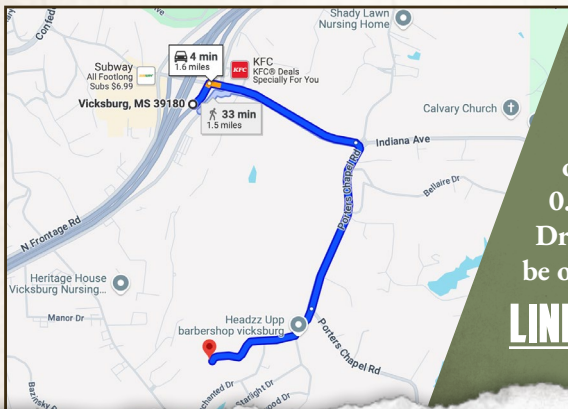 Shady Lawn
Nursing Home
4 min
1.6 miles
KFC
KFC
KFC® Deals
Specially For You
Subway
All Footlong
Subs $6.99
Vicksburg, MS 39180
33 min
1.5 miles
Calvary Church
Indiana Ave
Porters Chapel Rd
Bellaire Dr
N Frontage Rd
Heritage House
Vicksburg Nursing...
Manor Dr
Headzz Upp
barbershop vicksburg
Porters Chapel Rd
Starlight Dr
0.
Dr
be o
LIN